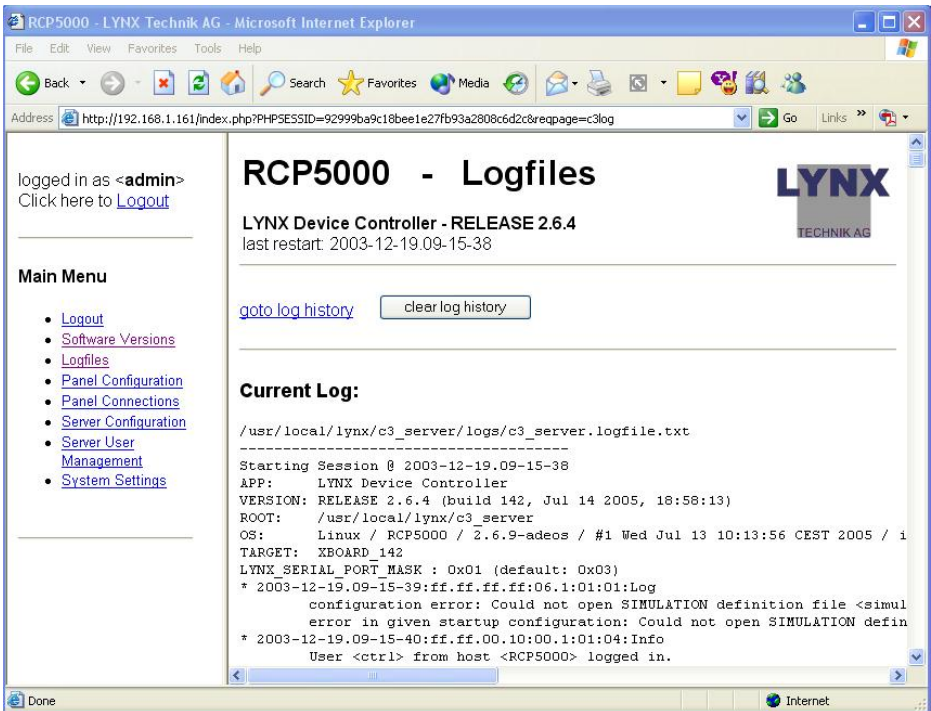 RCP5000 - LYNX Technik AG - Microsoft Internet Explorer
File Edit View Favorites Tools Help
Back Search Favorites Media
Address http://192.168.1.161/index.php?PHPSESSID=92999ba9c18bee1e27fb93a2808c6d2c&reqpage=c3log Go Links »
logged in as <admin>
Click here to Logout
Main Menu
Logout
Software Versions
Logfiles
Panel Configuration
Panel Connections
Server Configuration
Server User
Management
System Settings
RCP5000 - Logfiles
LYNX
TECHNIK AG
LYNX Device Controller - RELEASE 2.6.4
last restart: 2003-12-19.09-15-38
goto log history clear log history
Current Log:
/usr/local/lynx/c3_server/logs/c3_server.logfile.txt
-------------------------------------
Starting Session @ 2003-12-19.09-15-38
APP: LYNX Device Controller
VERSION: RELEASE 2.6.4 (build 142, Jul 14 2005, 18:58:13)
ROOT: /usr/local/lynx/c3_server
OS: Linux / RCP5000 / 2.6.9-adeos / #1 Wed Jul 13 10:13:56 CEST 2005 / i
TARGET: XBOARD_142
LYNX_SERIAL_PORT_MASK : 0x01 (default: 0x03)
* 2003-12-19.09-15-39:ff.ff.ff.ff:06.1:01:01:Log
configuration error: Could not open SIMULATION definition file <simul
error in given startup configuration: Could not open SIMULATION defin
* 2003-12-19.09-15-40:ff.ff.00.10:00.1:01:04:Info
User <ctrl> from host <RCP5000> logged in.
Done Internet